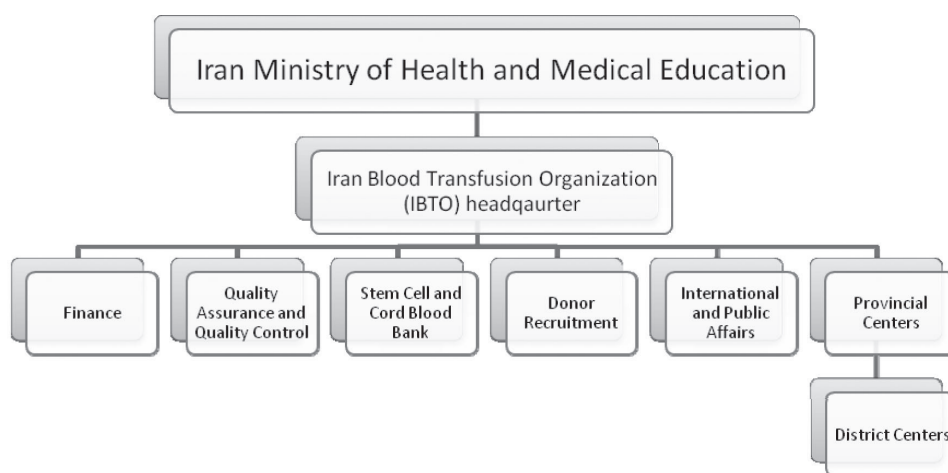 Iran Ministry of Health and Medical Education
Iran Blood Transfusion Organization
(IBTO) headqaurter
Finance
Quality
Assurance and
Quality Control
Stem Cell and
Cord Blood
Bank
Donor
Recruitment
International
and Public
Affairs
Provincial
Centers
District Centers